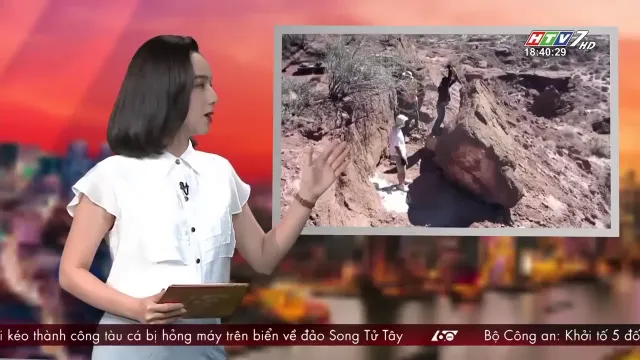 HTV7 HD
18:40:29
i kéo thành công tàu cá bị hỏng máy trên biển về đảo Song Tử Tây
60
Bộ Công an: Khởi tố 5 đố